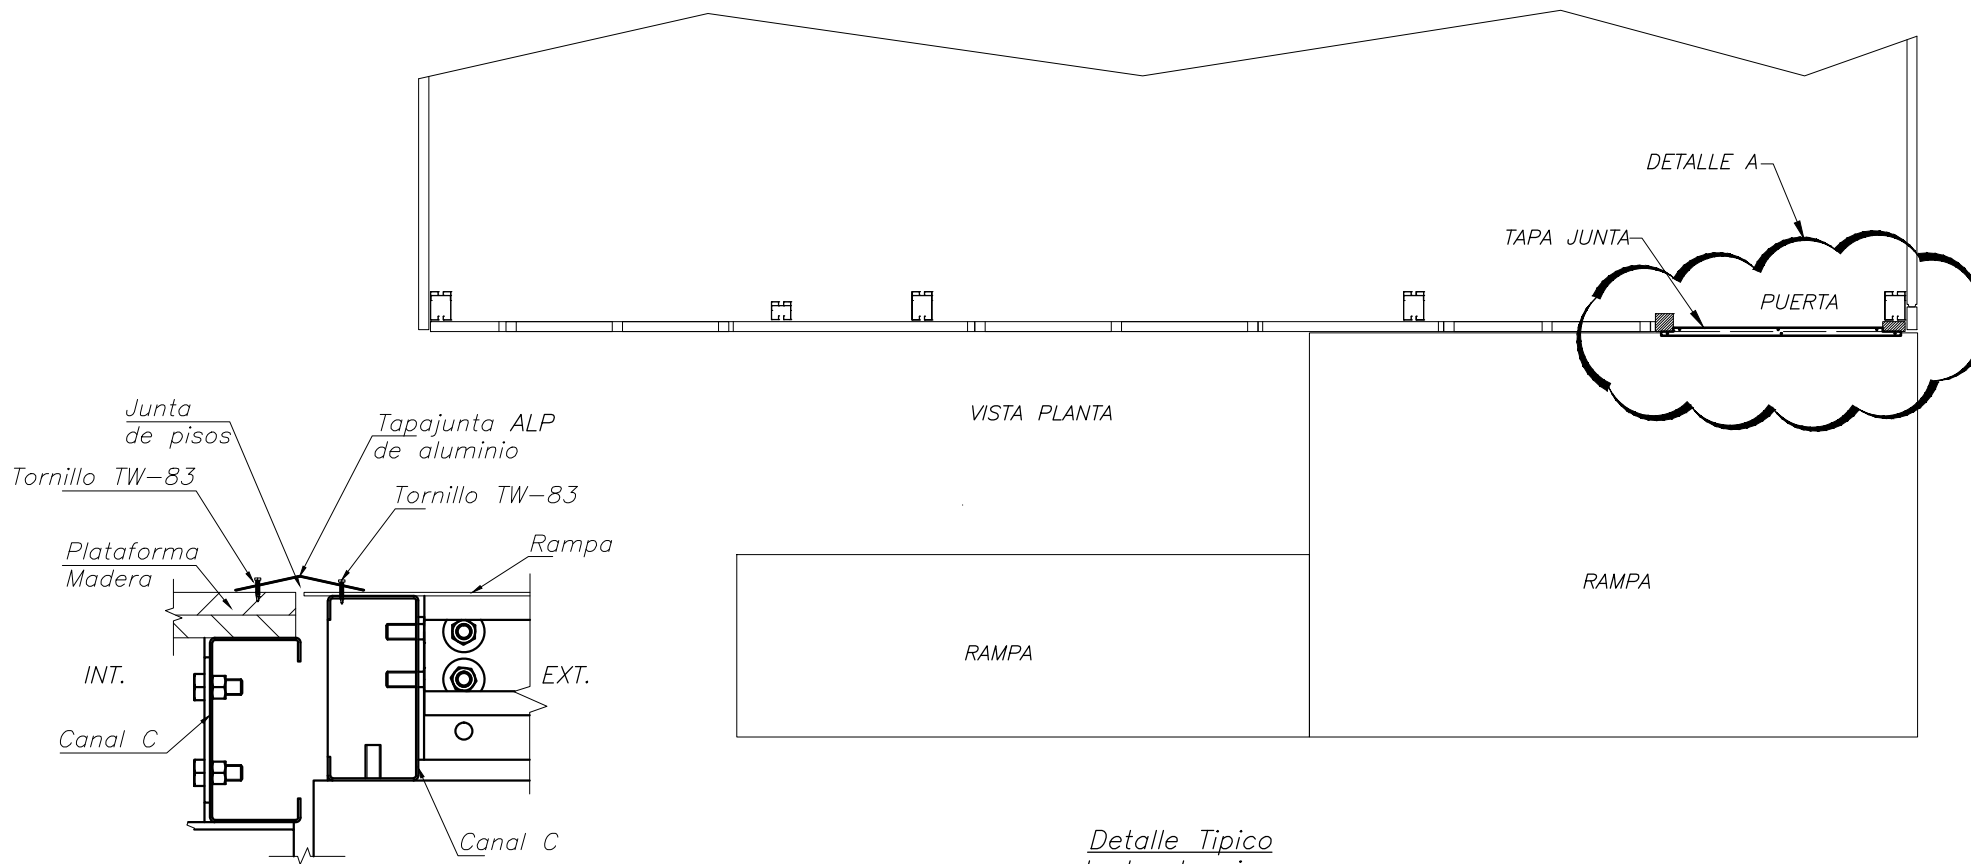 DETALLE A
TAPA JUNTA
PUERTA
VISTA PLANTA
RAMPA
RAMPA
Junta
de pisos
Tapajunta ALP
de aluminio
Tornillo TW-83
Tornillo TW-83
Plataforma
Madera
Rampa
INT.
EXT.
Canal C
Canal C
Detalle Tipico